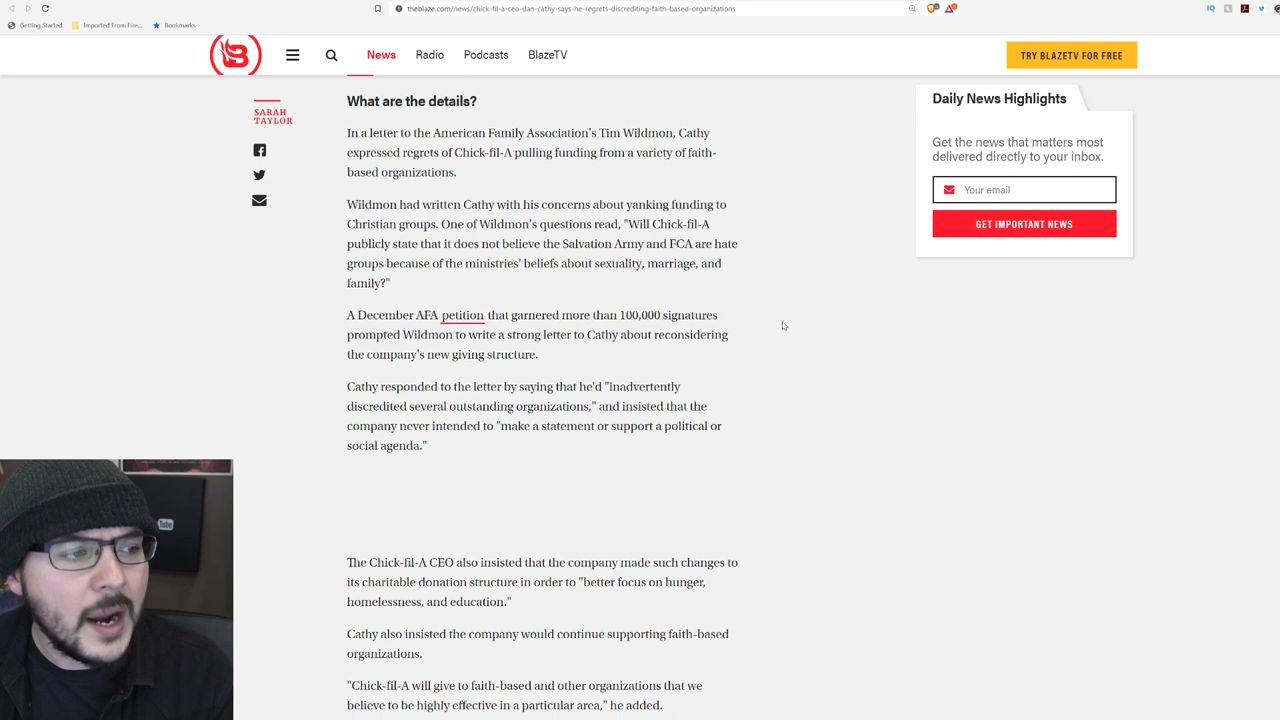 theblaze.com/news/chick-fil-a-ceo-dan-cathy-says-he-regrets-discrediting-faith-based-organizations
Getting Started
Imported From Fire...
Bookmarks
IQ
News
Radio
Podcasts
BlazeTV
TRY BLAZETV FOR FREE
SARAH
TAYLOR
What are the details?
In a letter to the American Family Association's Tim Wildmon, Cathy
expressed regrets of Chick-fil-A pulling funding from a variety of faith-
based organizations.
Wildmon had written Cathy with his concerns about yanking funding to
Christian groups. One of Wildmon's questions read, "Will Chick-fil-A
publicly state that it does not believe the Salvation Army and FCA are hate
groups because of the ministries' beliefs about sexuality, marriage, and
family?"
A December AFA petition that garnered more than 100,000 signatures
prompted Wildmon to write a strong letter to Cathy about reconsidering
the company's new giving structure.
Cathy responded to the letter by saying that he'd "inadvertently
discredited several outstanding organizations," and insisted that the
company never intended to "make a statement or support a political or
social agenda."
The Chick-fil-A CEO also insisted that the company made such changes to
its charitable donation structure in order to "better focus on hunger,
homelessness, and education."
Cathy also insisted the company would continue supporting faith-based
organizations.
"Chick-fil-A will give to faith-based and other organizations that we
believe to be highly effective in a particular area," he added.
Daily News Highlights
Get the news that matters most
delivered directly to your inbox.
Your email
GET IMPORTANT NEWS